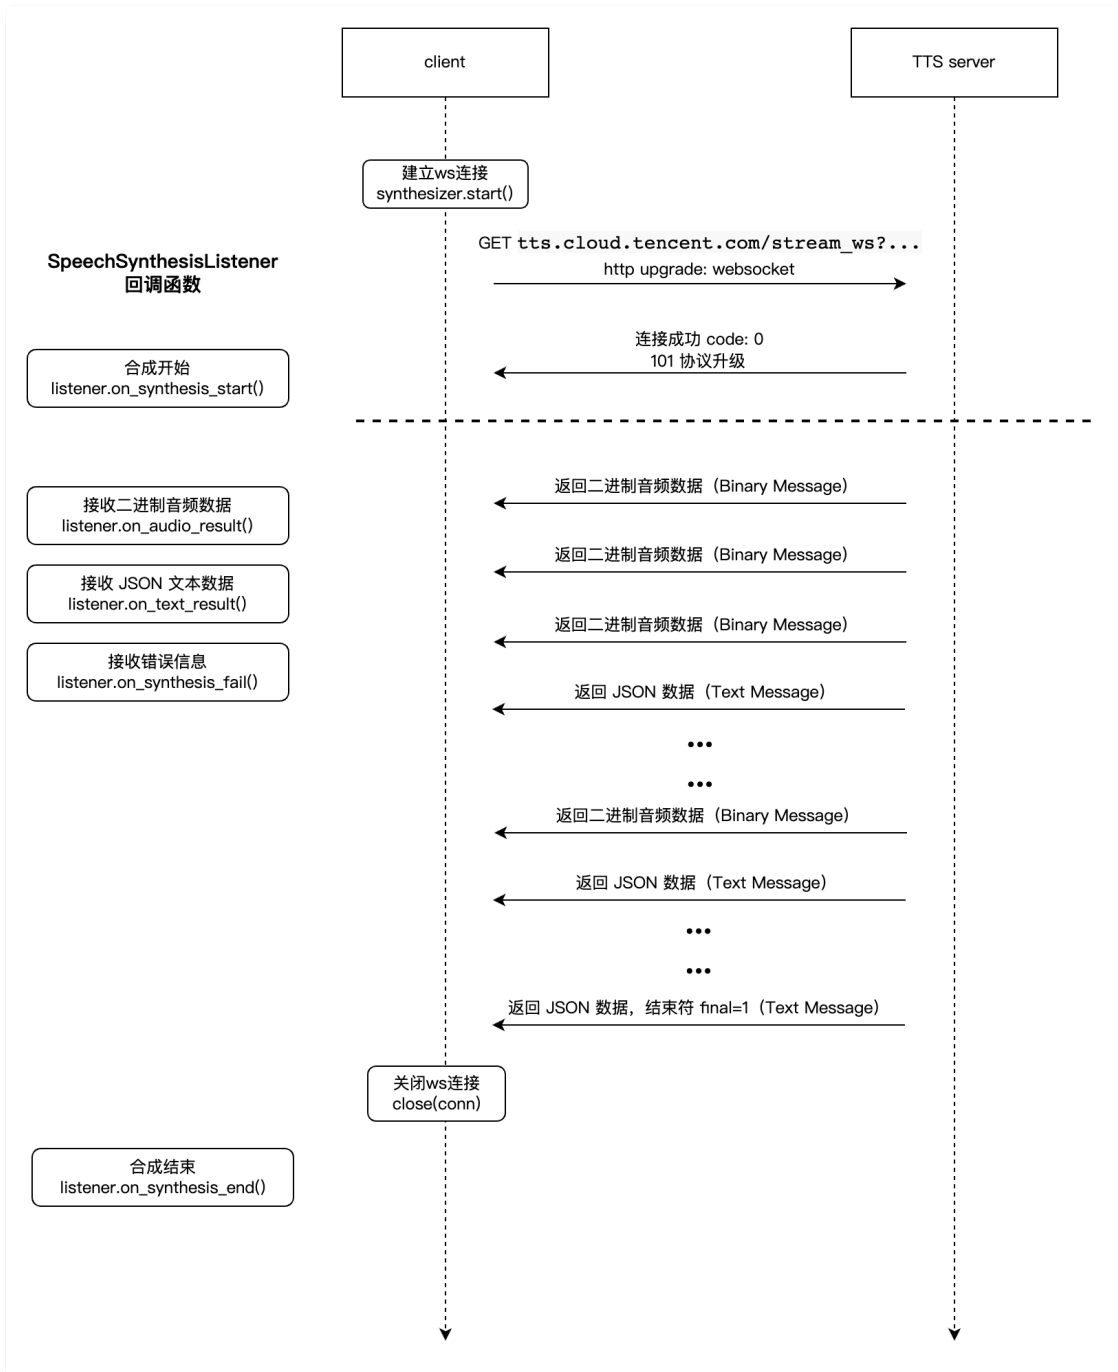 client
TTS server
建立ws连接
synthesizer.start()
GET tts.cloud.tencent.com/stream_ws?...
http upgrade: websocket
SpeechSynthesisListener
回调函数
连接成功 code: 0
101 协议升级
合成开始
listener.on_synthesis_start()
返回二进制音频数据（Binary Message）
接收二进制音频数据
listener.on_audio_result()
返回二进制音频数据（Binary Message）
接收 JSON 文本数据
listener.on_text_result()
返回二进制音频数据（Binary Message）
接收错误信息
listener.on_synthesis_fail()
返回 JSON 数据（Text Message）
•••
•••
返回二进制音频数据（Binary Message）
返回 JSON 数据（Text Message）
•••
•••
返回 JSON 数据，结束符 final=1（Text Message）
关闭ws连接
close(conn)
合成结束
listener.on_synthesis_end()